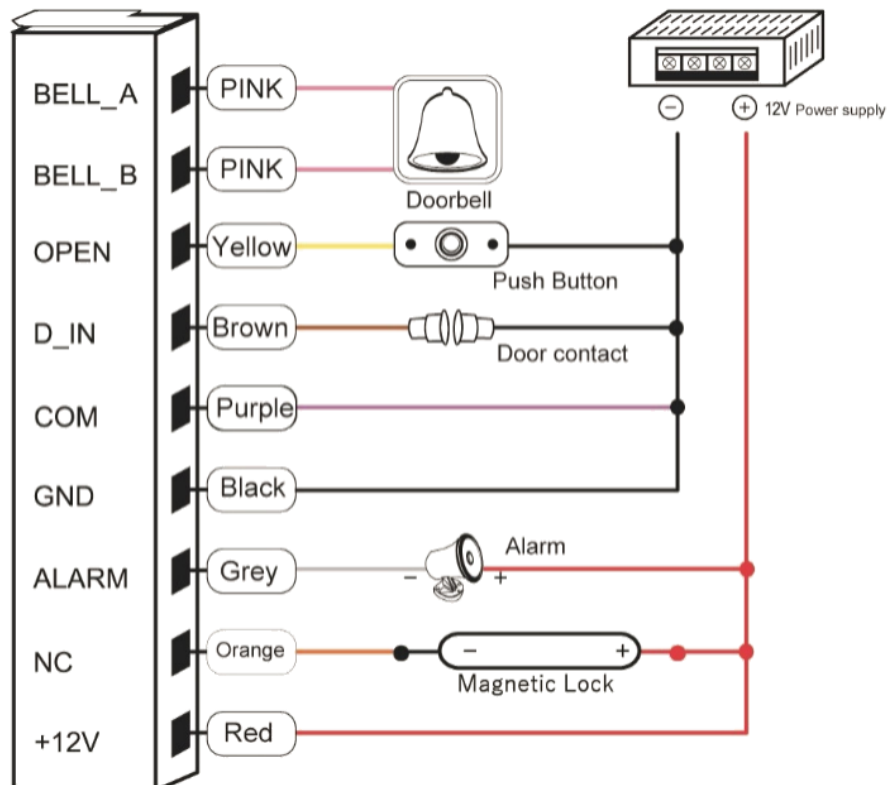 BELL_A
PINK
BELL_B
PINK
Doorbell
− + 12V Power supply
OPEN
Yellow
Push Button
D_IN
Brown
Door contact
COM
Purple
GND
Black
ALARM
Grey
− +
Alarm
NC
Orange
− +
Magnetic Lock
+12V
Red